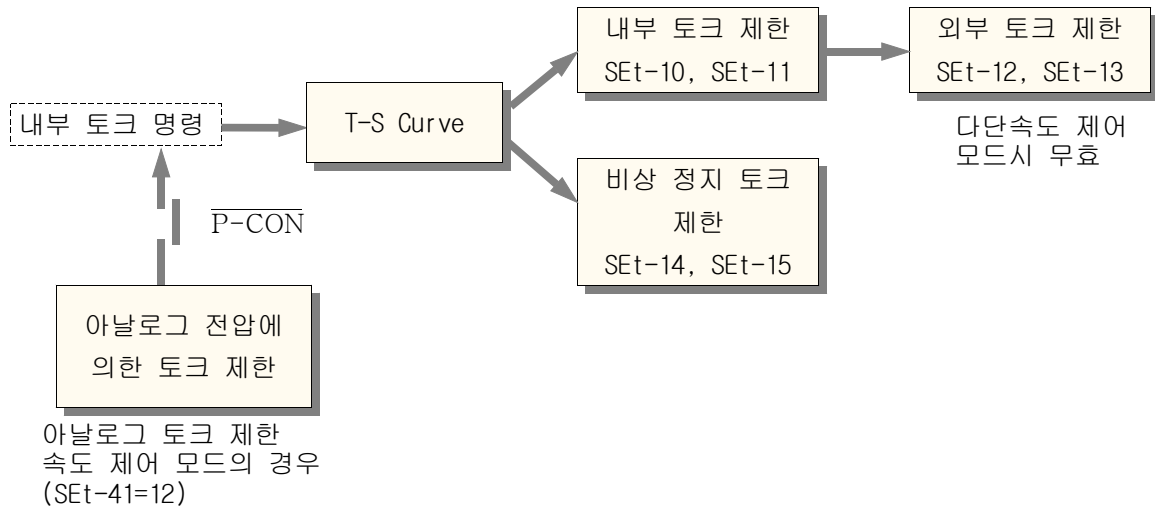 내부 토크 명령
T-S Curve
내부 토크 제한
SEt-10, SEt-11
외부 토크 제한
SEt-12, SEt-13
다단속도 제어
모드시 무효
비상 정지 토크
제한
SEt-14, SEt-15
P-CON
아날로그 전압에
의한 토크 제한
아날로그 토크 제한
속도 제어 모드의 경우
(SEt-41=12)